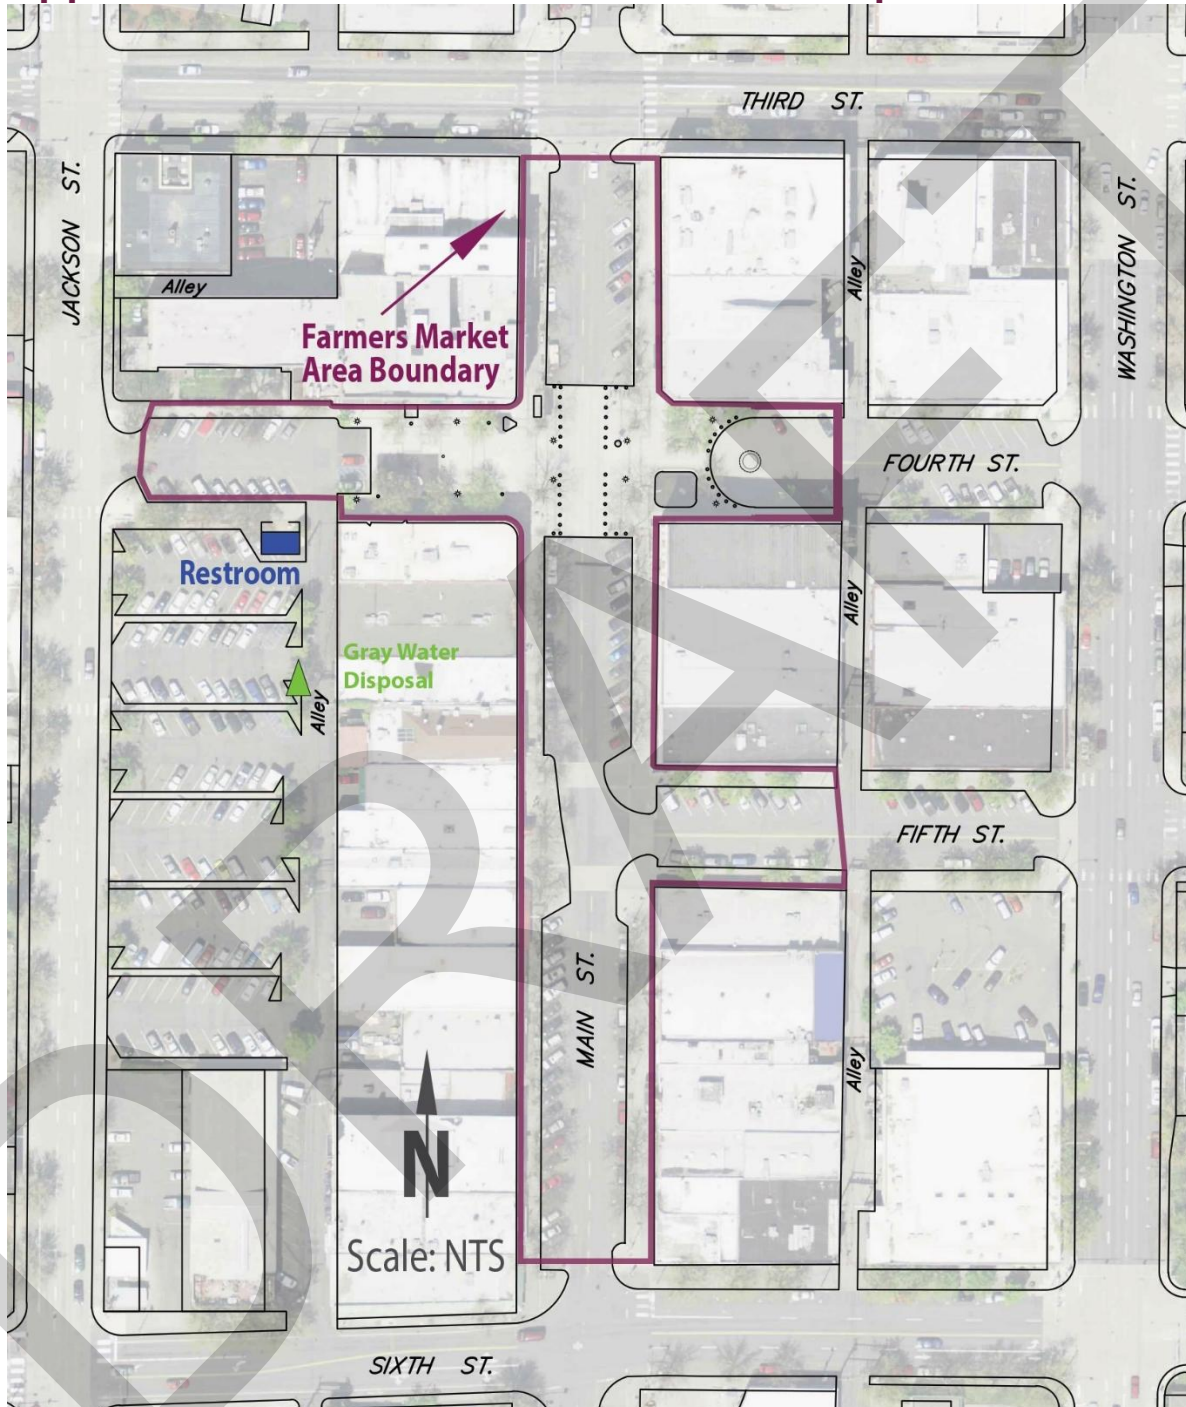 THIRD ST.
JACKSON ST.
WASHINGTON ST.
Alley
Alley
Farmers Market
Area Boundary
FOURTH ST.
Restroom
Alley
Gray Water
Disposal
Alley
FIFTH ST.
MAIN ST.
Alley
N
Scale: NTS
SIXTH ST.
DRAFT